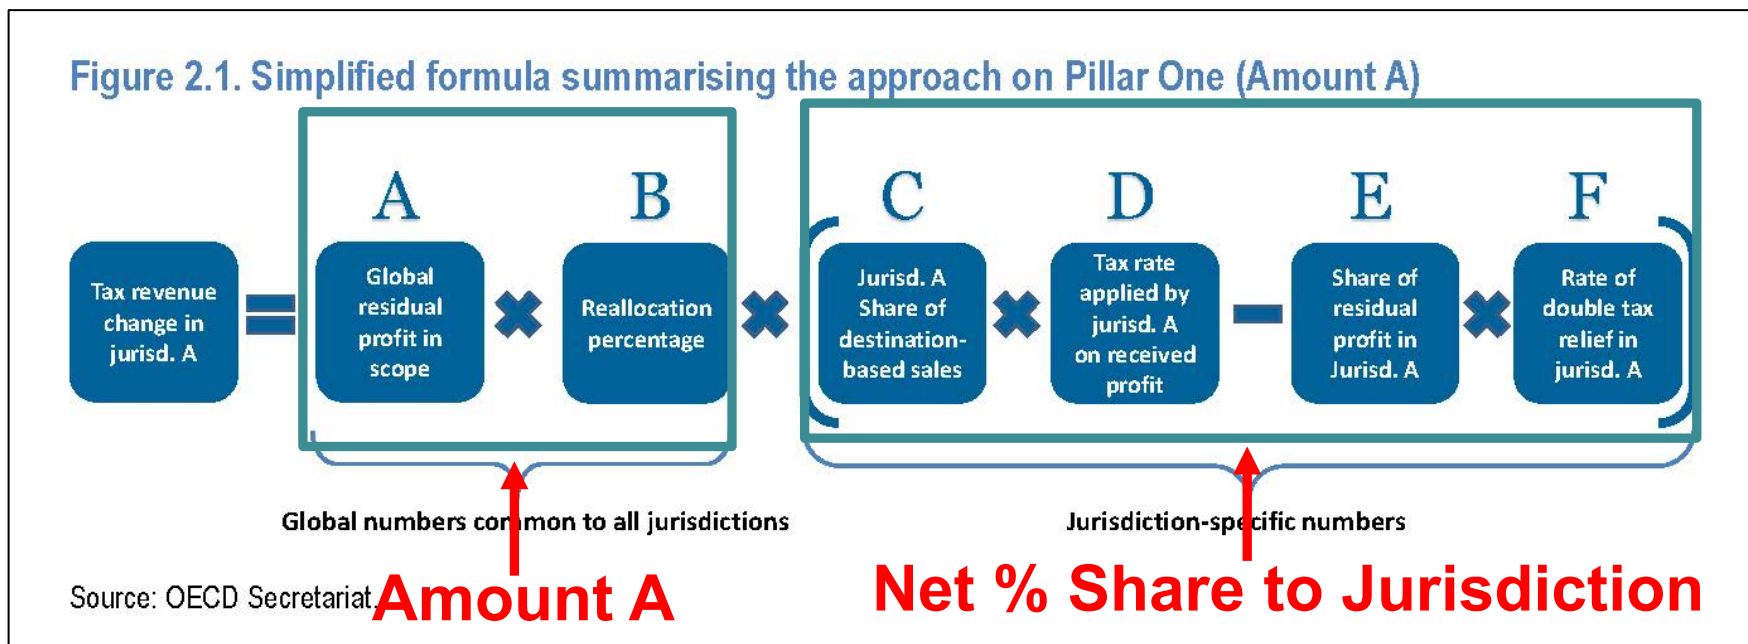 Figure 2.1. Simplified formula summarising the approach on Pillar One (Amount A)
A
B
C
D
E
F
Tax revenue
change in
jurisd. A
=
Global
residual
profit in
scope
×
Reallocation
percentage
×
(
Jurisd. A
Share of
destination-
based sales
×
Tax rate
applied by
jurisd. A
on received
profit
−
Share of
residual
profit in
Jurisd. A
×
Rate of
double tax
relief in
jurisd. A
)
Global numbers common to all jurisdictions
Jurisdiction-specific numbers
Source: OECD Secretariat.
Amount A
Net % Share to Jurisdiction